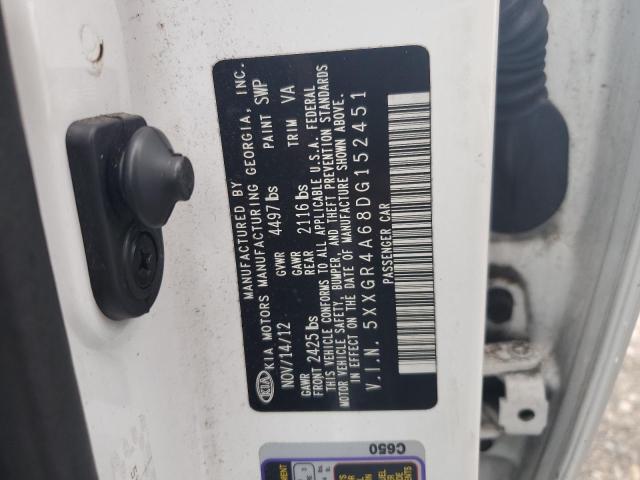 KIA
MANUFACTURED BY
KIA MOTORS MANUFACTURING GEORGIA, INC.
NOV/14/12 GVWR 4497 lbs PAINT SWP
GAWR GAWR TRIM VA
FRONT 2425 lbs REAR 2116 lbs
THIS VEHICLE CONFORMS TO ALL APPLICABLE U.S.A. FEDERAL
MOTOR VEHICLE SAFETY, BUMPER, AND THEFT PREVENTION STANDARDS
IN EFFECT ON THE DATE OF MANUFACTURE SHOWN ABOVE.
V.I.N. 5XXGR4A68DG152451
PASSENGER CAR
C650